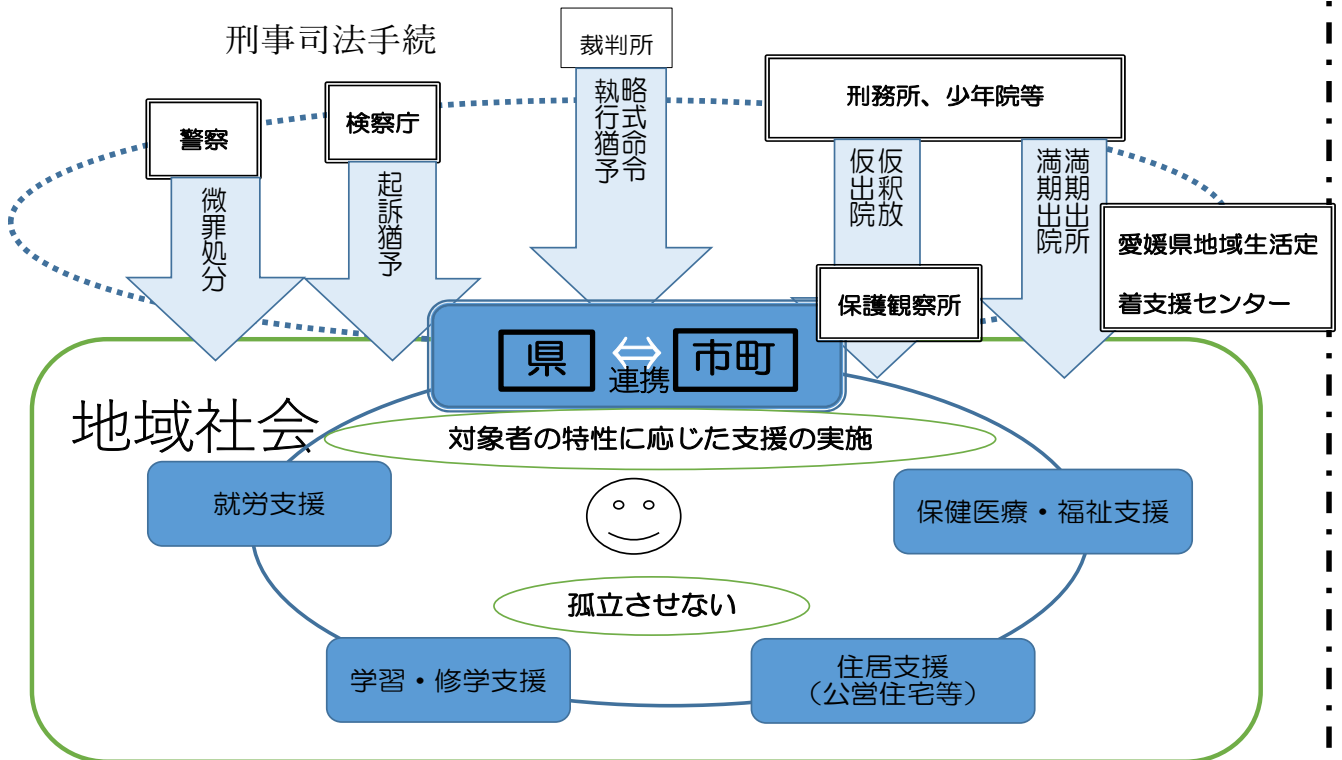 刑事司法手続
裁判所
警察
検察庁
刑務所、少年院等
微罪処分
起訴猶予
略式命令
執行猶予
仮釈放
仮出院
満期出所
満期出院
愛媛県地域生活定
着支援センター
保護観察所
県
⇔
市町
連携
地域社会
対象者の特性に応じた支援の実施
就労支援
保健医療・福祉支援
孤立させない
学習・修学支援
住居支援
（公営住宅等）